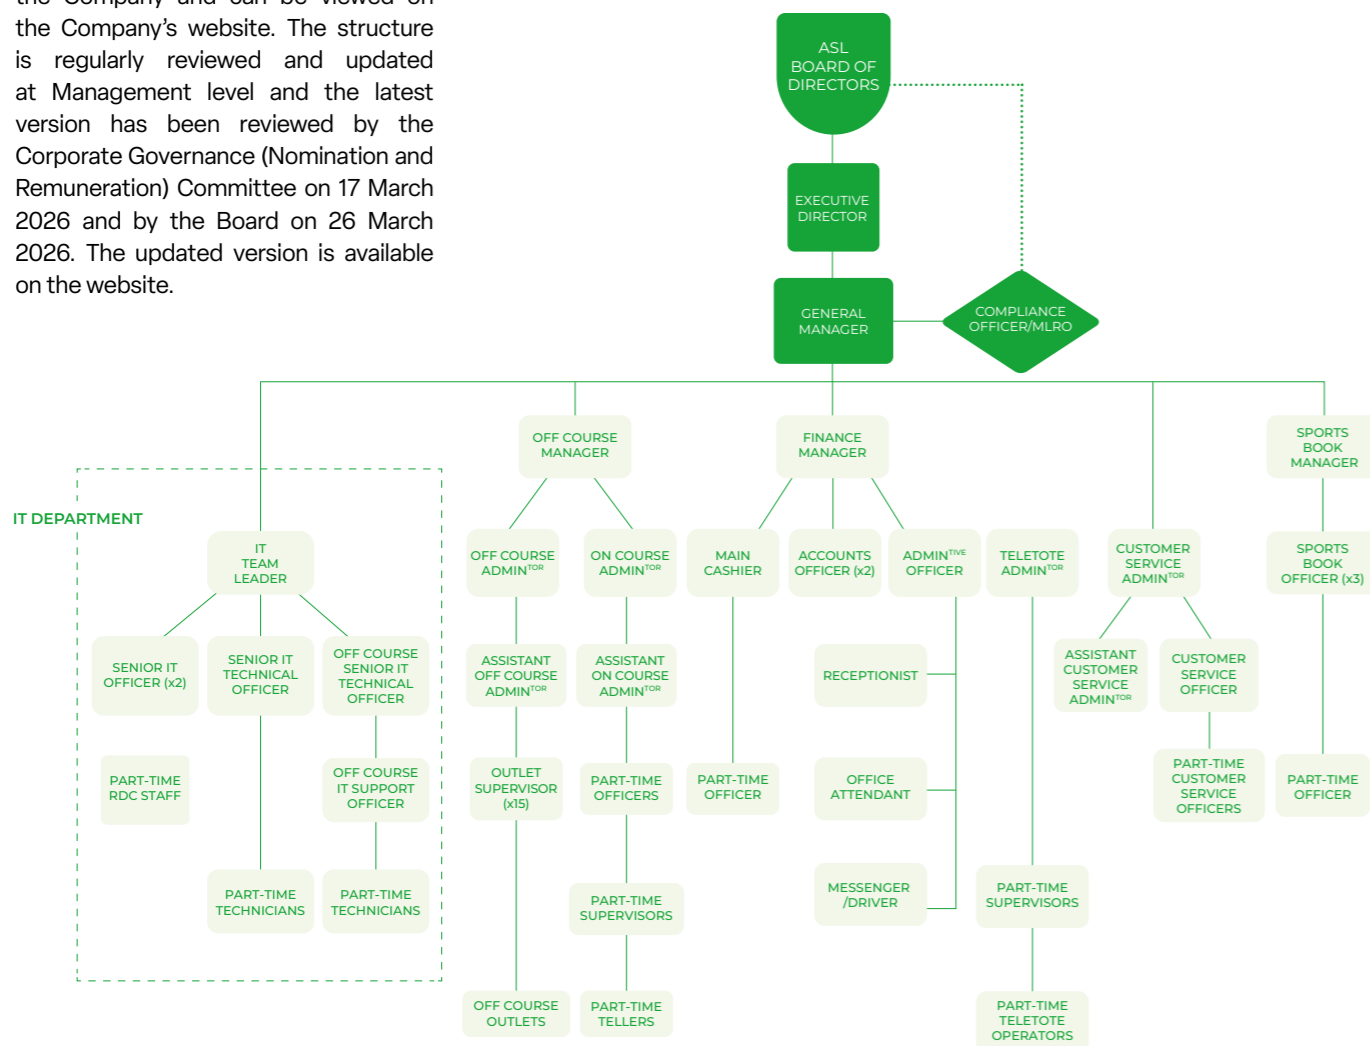 the Company and can be viewed on
the Company's website. The structure
is regularly reviewed and updated
at Management level and the latest
version has been reviewed by the
Corporate Governance (Nomination and
Remuneration) Committee on 17 March
2026 and by the Board on 26 March
2026. The updated version is available
on the website.
ASL
BOARD OF
DIRECTORS
EXECUTIVE
DIRECTOR
GENERAL
MANAGER
COMPLIANCE
OFFICER/MLRO
OFF COURSE
MANAGER
FINANCE
MANAGER
SPORTS
BOOK
MANAGER
IT DEPARTMENT
IT
TEAM
LEADER
OFF COURSE
ADMINTOR
ON COURSE
ADMINTOR
MAIN
CASHIER
ACCOUNTS
OFFICER (x2)
ADMINTIVE
OFFICER
TELETOTE
ADMINTOR
CUSTOMER
SERVICE
ADMINTOR
SPORTS
BOOK
OFFICER (x3)
SENIOR IT
OFFICER (x2)
SENIOR IT
TECHNICAL
OFFICER
OFF COURSE
SENIOR IT
TECHNICAL
OFFICER
ASSISTANT
OFF COURSE
ADMINTOR
ASSISTANT
ON COURSE
ADMINTOR
RECEPTIONIST
ASSISTANT
CUSTOMER
SERVICE
ADMINTOR
CUSTOMER
SERVICE
OFFICER
PART-TIME
RDC STAFF
OFF COURSE
IT SUPPORT
OFFICER
OUTLET
SUPERVISOR
(x15)
PART-TIME
OFFICERS
PART-TIME
OFFICER
OFFICE
ATTENDANT
PART-TIME
CUSTOMER
SERVICE
OFFICERS
PART-TIME
OFFICER
PART-TIME
TECHNICIANS
PART-TIME
TECHNICIANS
PART-TIME
SUPERVISORS
MESSENGER
/DRIVER
PART-TIME
SUPERVISORS
OFF COURSE
OUTLETS
PART-TIME
TELLERS
PART-TIME
TELETOTE
OPERATORS